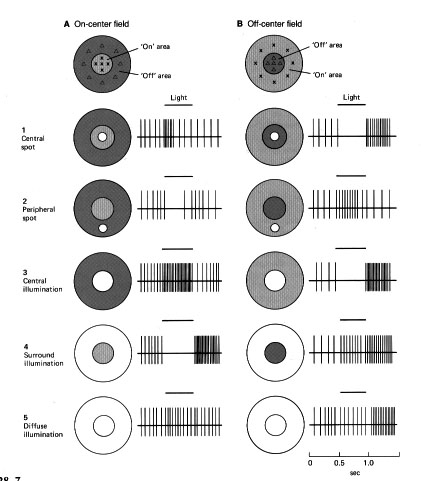 A On-center field
B Off-center field
'On' area
'Off' area
'Off' area
'On' area
Light
Light
1
Central
spot
2
Peripheral
spot
3
Central
illumination
4
Surround
illumination
5
Diffuse
illumination
0 0.5 1.0
sec